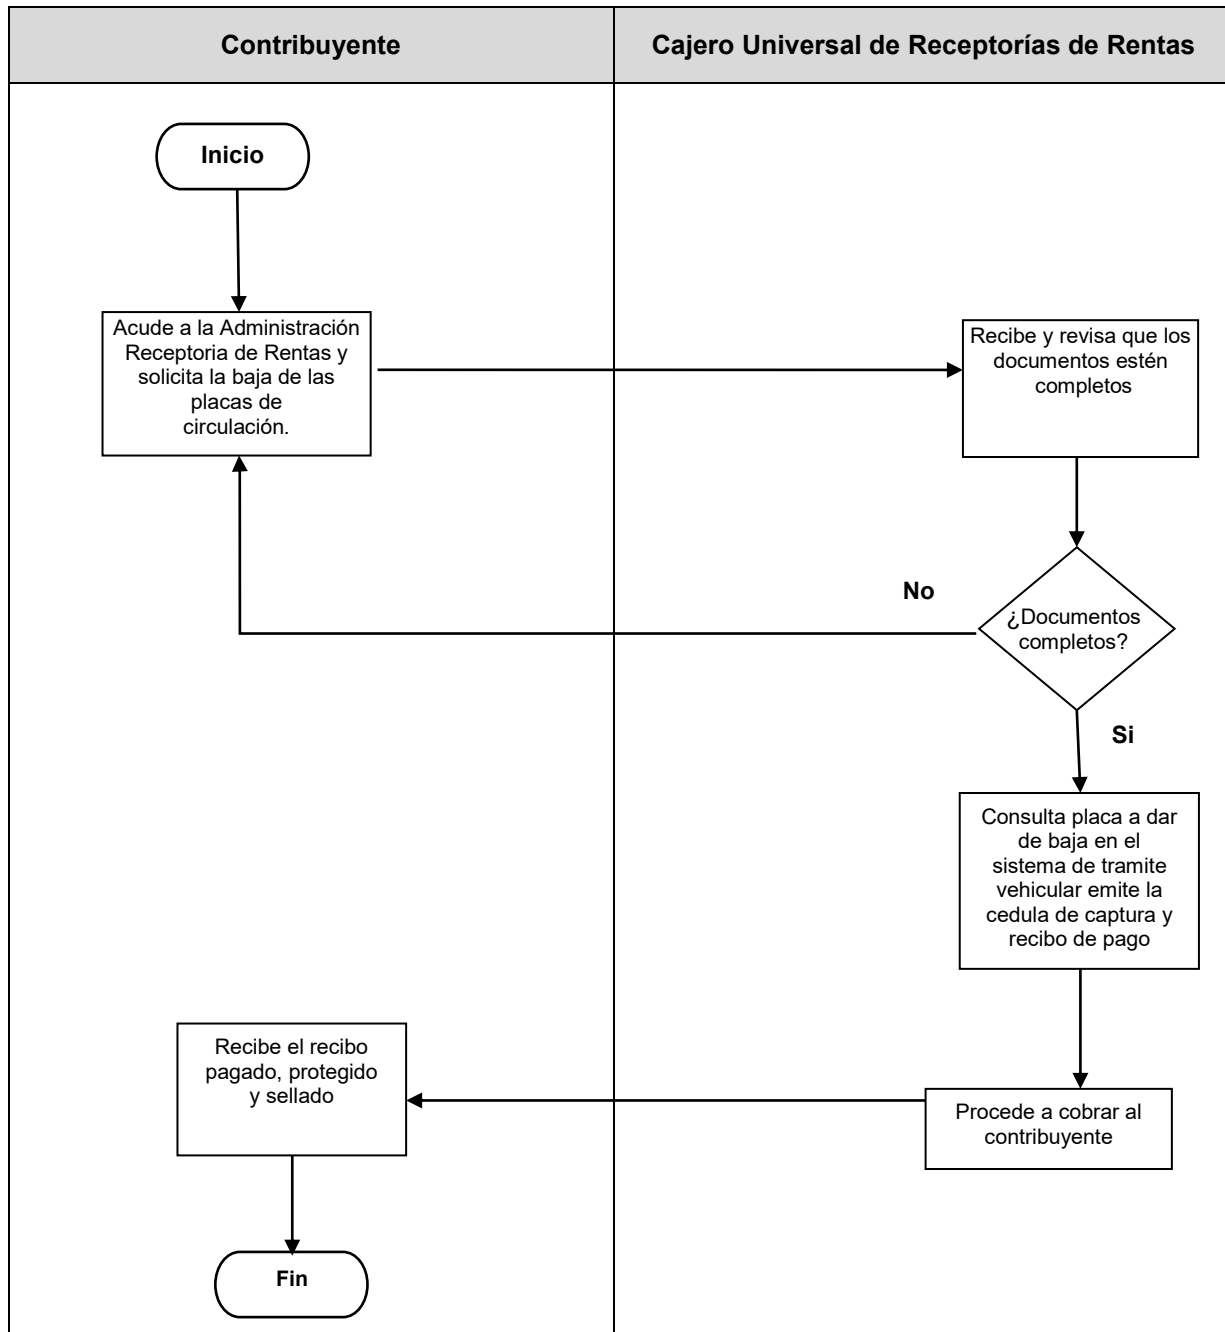 Contribuyente
Cajero Universal de Receptorías de Rentas
Inicio
Acude a la Administración
Receptoria de Rentas y
solicita la baja de las
placas de
circulación.
Recibe y revisa que los
documentos estén
completos
No
¿Documentos
completos?
Si
Consulta placa a dar
de baja en el
sistema de tramite
vehicular emite la
cedula de captura y
recibo de pago
Recibe el recibo
pagado, protegido
y sellado
Procede a cobrar al
contribuyente
Fin